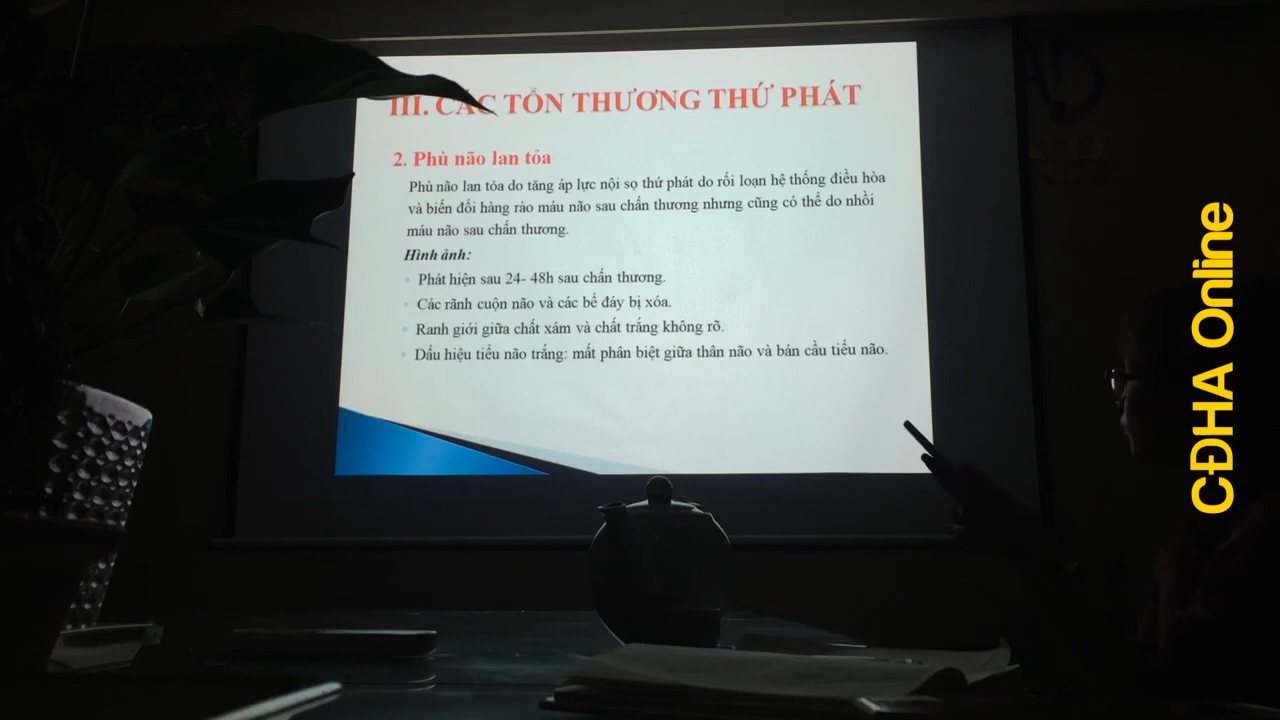 III. CÁC TỔN THƯƠNG THỨ PHÁT
2. Phù não lan tỏa
Phù não lan tỏa do tăng áp lực nội sọ thứ phát do rối loạn hệ thống điều hòa
và biến đổi hàng rào máu não sau chấn thương nhưng cũng có thể do nhồi
máu não sau chấn thương.
Hình ảnh:
Phát hiện sau 24- 48h sau chấn thương.
Các rãnh cuộn não và các bể đáy bị xóa.
Ranh giới giữa chất xám và chất trắng không rõ.
Dấu hiệu tiểu não trắng: mất phân biệt giữa thân não và bán cầu tiểu não.
CĐHA Online